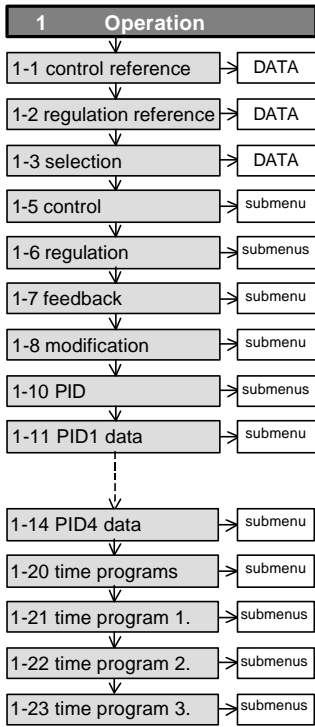 1 Operation
1-1 control reference DATA
1-2 regulation reference DATA
1-3 selection DATA
1-5 control submenu
1-6 regulation submenus
1-7 feedback submenu
1-8 modification submenu
1-10 PID submenus
1-11 PID1 data submenu
1-14 PID4 data submenu
1-20 time programs submenu
1-21 time program 1. submenus
1-22 time program 2. submenus
1-23 time program 3. submenus